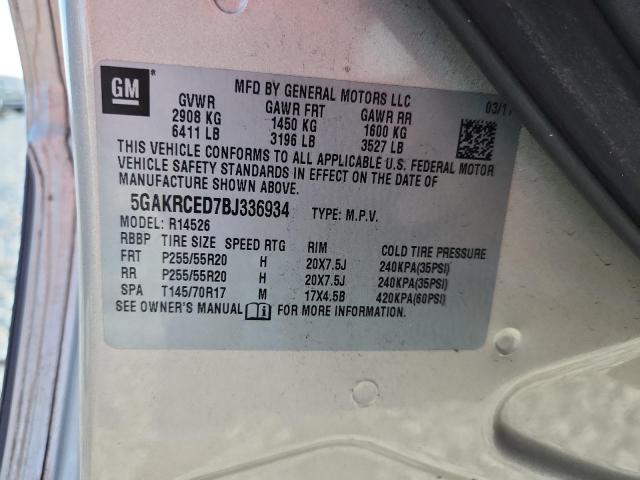 GM
MFD BY GENERAL MOTORS LLC
03/11
GVWR GAWR FRT GAWR RR
2908 KG 1450 KG 1600 KG
6411 LB 3196 LB 3527 LB
THIS VEHICLE CONFORMS TO ALL APPLICABLE U.S. FEDERAL MOTOR
VEHICLE SAFETY STANDARDS IN EFFECT ON THE DATE OF
MANUFACTURE SHOWN ABOVE.
5GAKRCED7BJ336934 TYPE: M.P.V.
MODEL: R14526
RBBP TIRE SIZE SPEED RTG RIM COLD TIRE PRESSURE
FRT P255/55R20 H 20X7.5J 240KPA(35PSI)
RR P255/55R20 H 20X7.5J 240KPA(35PSI)
SPA T145/70R17 M 17X4.5B 420KPA(60PSI)
SEE OWNER'S MANUAL FOR MORE INFORMATION.